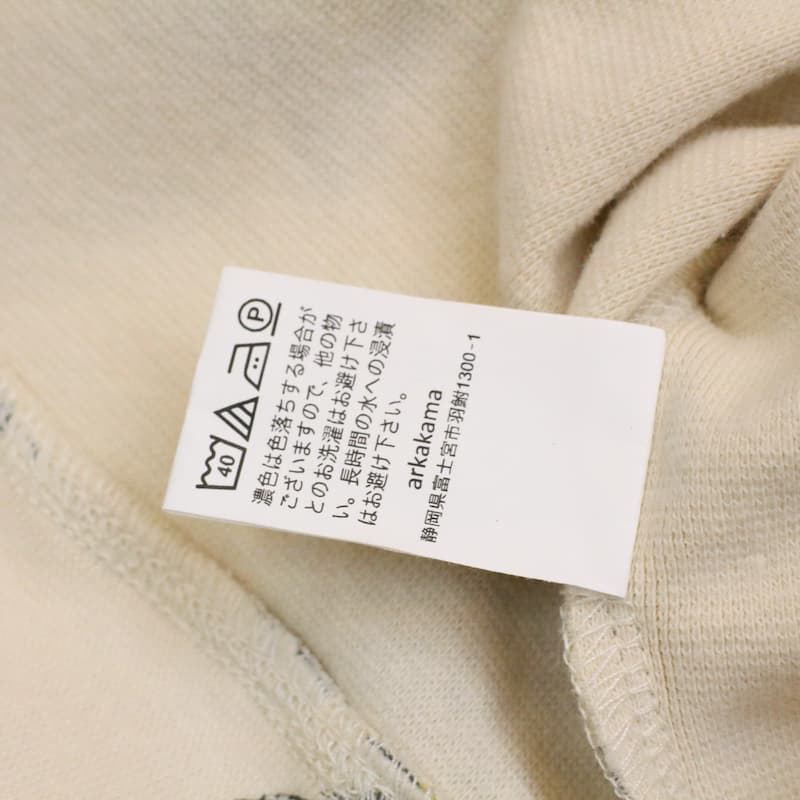 40
P
濃色は色落ちする場合が
ございますので、他の物
とのお洗濯はお避け下さ
い。長時間の水への浸漬
はお避け下さい。
arkakama
静岡県富士宮市羽鮒1300-1